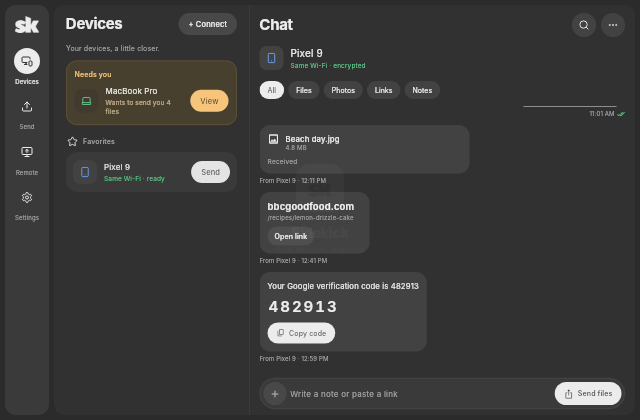 sk
Devices
Send
Remote
Settings
Devices
+ Connect
Your devices, a little closer.
Needs you
MacBook Pro
Wants to send you 4
files
View
Favorites
Pixel 9
Same Wi-Fi · ready
Send
Chat
Pixel 9
Same Wi-Fi · encrypted
All
Files
Photos
Links
Notes
11:01 AM
Beach day.jpg
4.8 MB
Received
From Pixel 9 · 12:11 PM
bbcgoodfood.com
/recipes/lemon-drizzle-cake
Open link
From Pixel 9 · 12:41 PM
Your Google verification code is 482913
482913
Copy code
From Pixel 9 · 12:59 PM
Write a note or paste a link
Send files